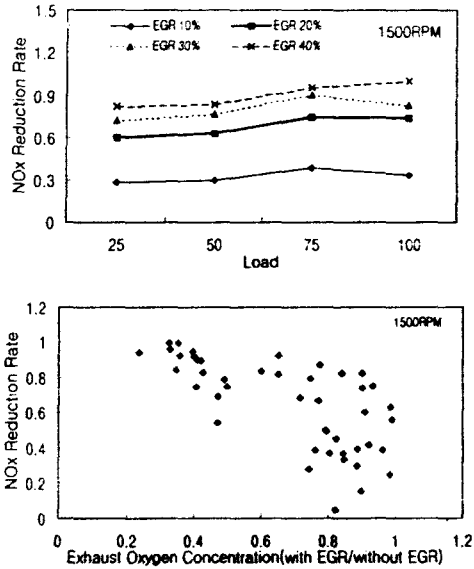 1.5
EGR 10%
EGR 20%
1500RPM
EGR 30%
EGR 40%
1.2
0.9
0.6
0.3
0
NOx Reduction Rate
25
50
75
100
Load
1.2
1500RPM
1
0.8
0.6
0.4
0.2
0
NOx Reduction Rate
0
0.2
0.4
0.6
0.8
1
1.2
Exhaust Oxygen Concentration(with EGR/without EGR)